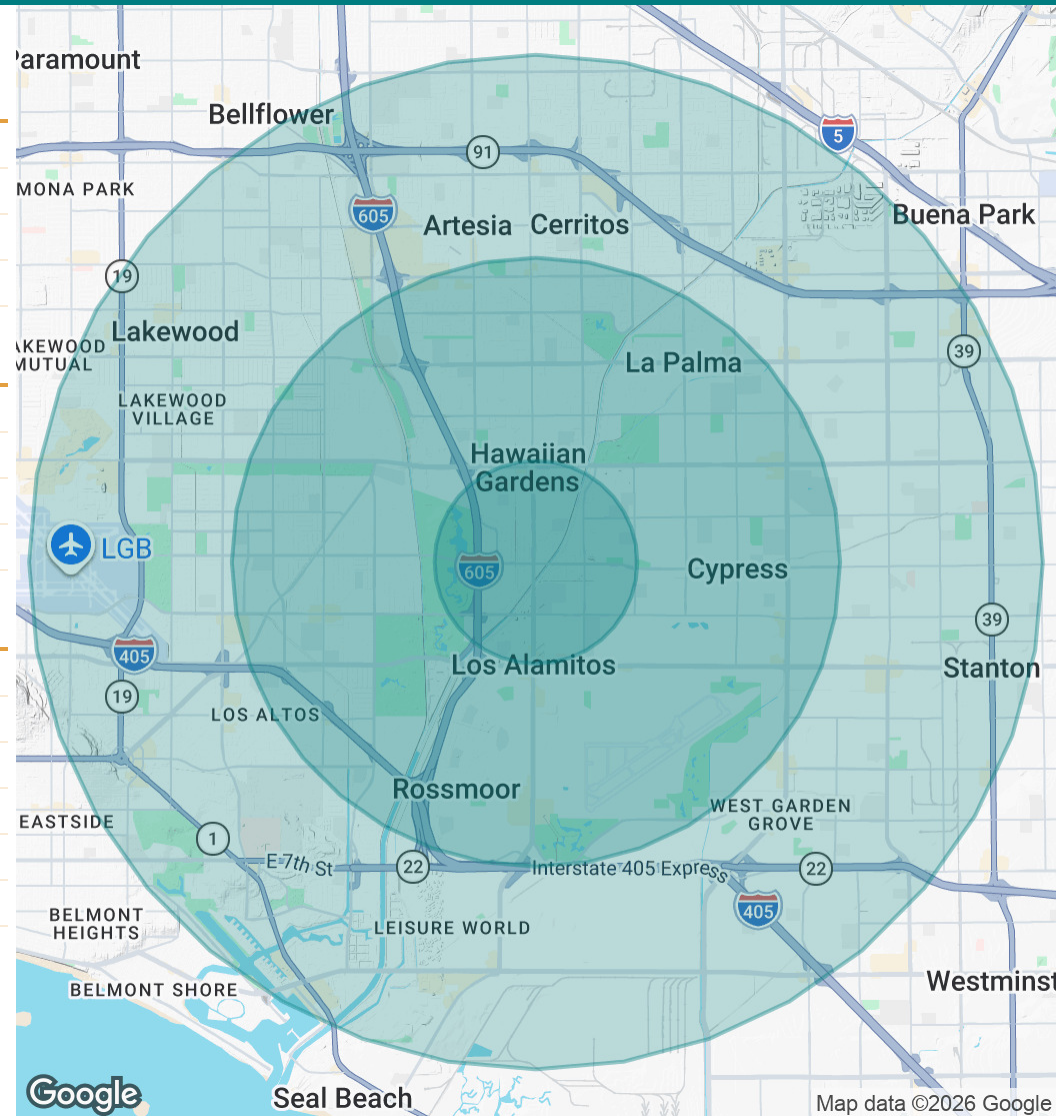 Paramount
Bellflower
5
91
MONA PARK
605
Artesia
Cerritos
Buena Park
19
Lakewood
AKEWOOD
MUTUAL
La Palma
39
LAKEWOOD
VILLAGE
Hawaiian
Gardens
LGB
605
Cypress
39
405
Los Alamitos
Stanton
19
LOS ALTOS
Rossmoor
WEST GARDEN
GROVE
EASTSIDE
1
E 7th St
22
Interstate 405 Express
22
405
BELMONT
HEIGHTS
LEISURE WORLD
BELMONT SHORE
Westminst
Google
Seal Beach
Map data ©2026 Google